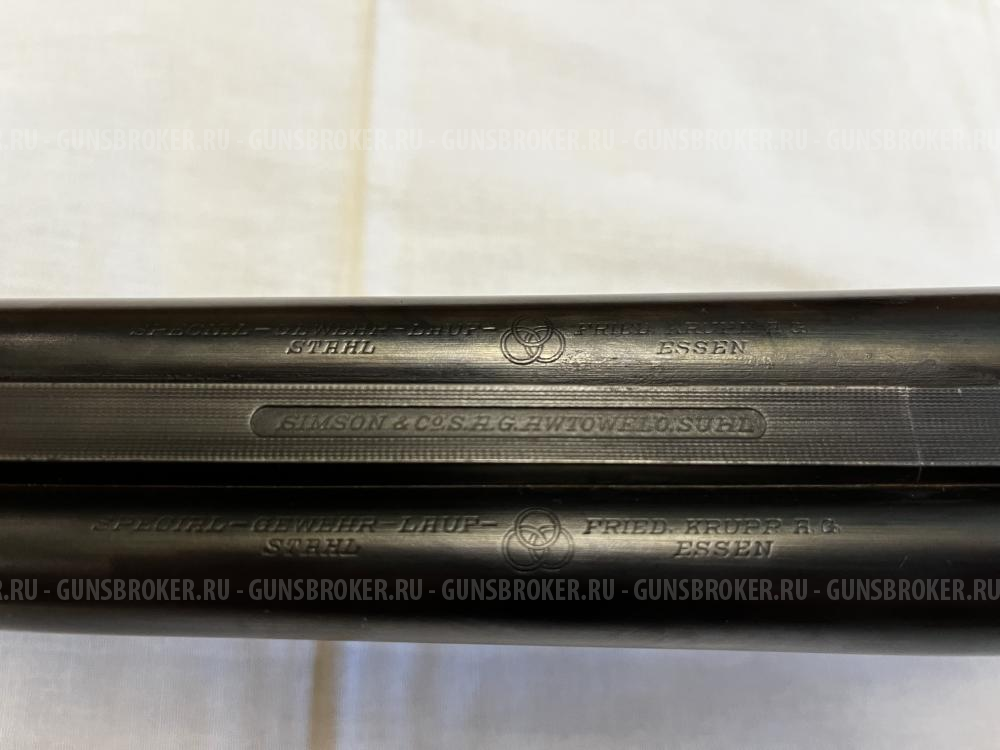 RU - GUNSBROKER.RU - GUNSBROKER.RU - GUNSBROKER.RU - GUNSBROKER.RU - GUNSBROKER.RU
SPECIAL-GEWEHR-LAUF- FRIED. KRUPP A.G.
STAHL ESSEN
SIMSON & Co. S.A.G. AWTOWELO, SUHL
SPECIAL-GEWEHR-LAUF- FRIED. KRUPP A.G.
STAHL ESSEN
.RU - GUNSBROKER.RU - GUNSBROKER.RU - GUNSBROKER.RU - GUNSBROKER.RU - GUNSBROKER.RU